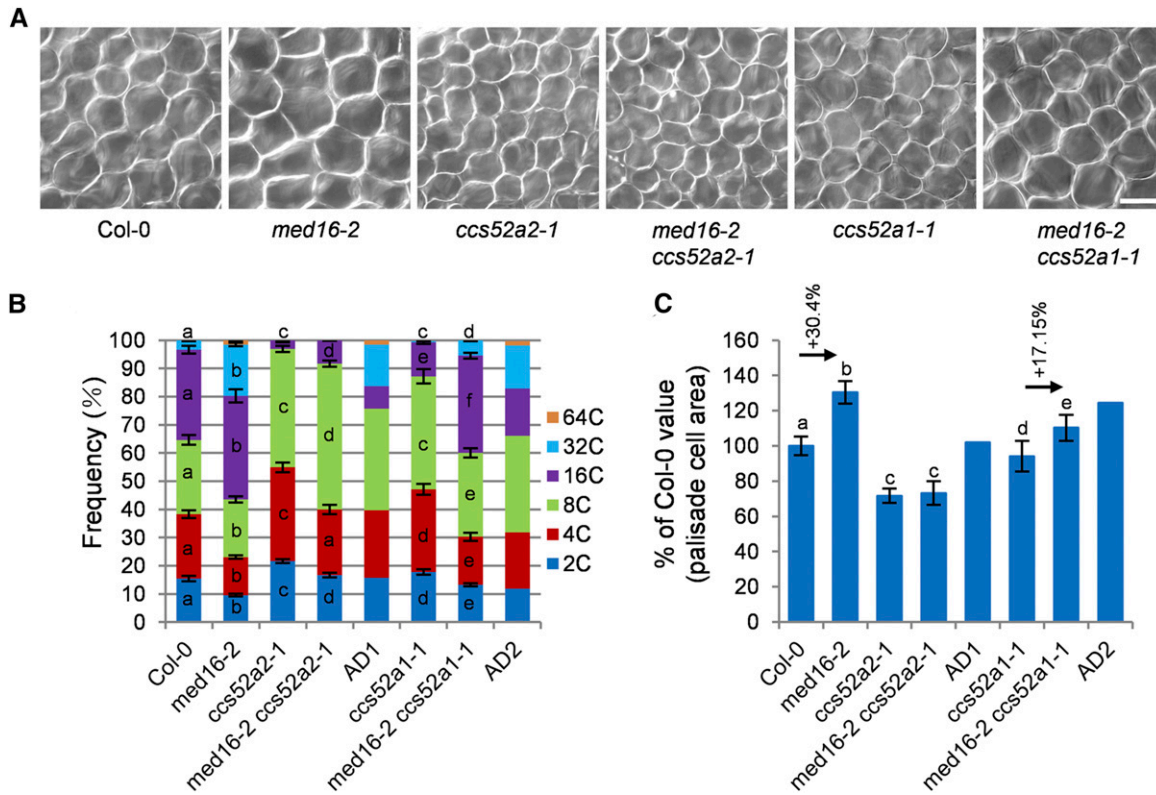 A
Col-0
med16-2
ccs52a2-1
med16-2
ccs52a2-1
ccs52a1-1
med16-2
ccs52a1-1
B
Frequency (%)
100
90
80
70
60
50
40
30
20
10
0
a
a
a
a
a
b
b
b
b
b
c
c
c
c
d
d
a
d
c
e
c
d
d
d
f
e
e
e
64C
32C
16C
8C
4C
2C
Col-0
med16-2
ccs52a2-1
med16-2 ccs52a2-1
AD1
ccs52a1-1
med16-2 ccs52a1-1
AD2
C
% of Col-0 value
(palisade cell area)
160
140
120
100
80
60
40
20
0
+30.4%
+17.15%
a
b
c
c
d
e
Col-0
med16-2
ccs52a2-1
med16-2 ccs52a2-1
AD1
ccs52a1-1
med16-2 ccs52a1-1
AD2